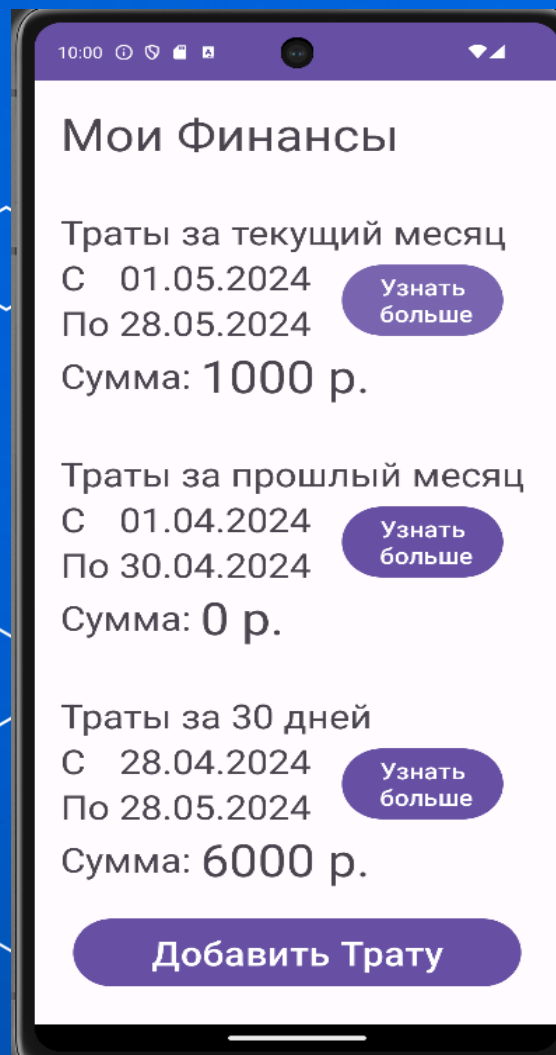 10:00
Мои Финансы
Траты за текущий месяц
С 01.05.2024
По 28.05.2024
Узнать
больше
Сумма: 1000 р.
Траты за прошлый месяц
С 01.04.2024
По 30.04.2024
Узнать
больше
Сумма: 0 р.
Траты за 30 дней
С 28.04.2024
По 28.05.2024
Узнать
больше
Сумма: 6000 р.
Добавить Трату